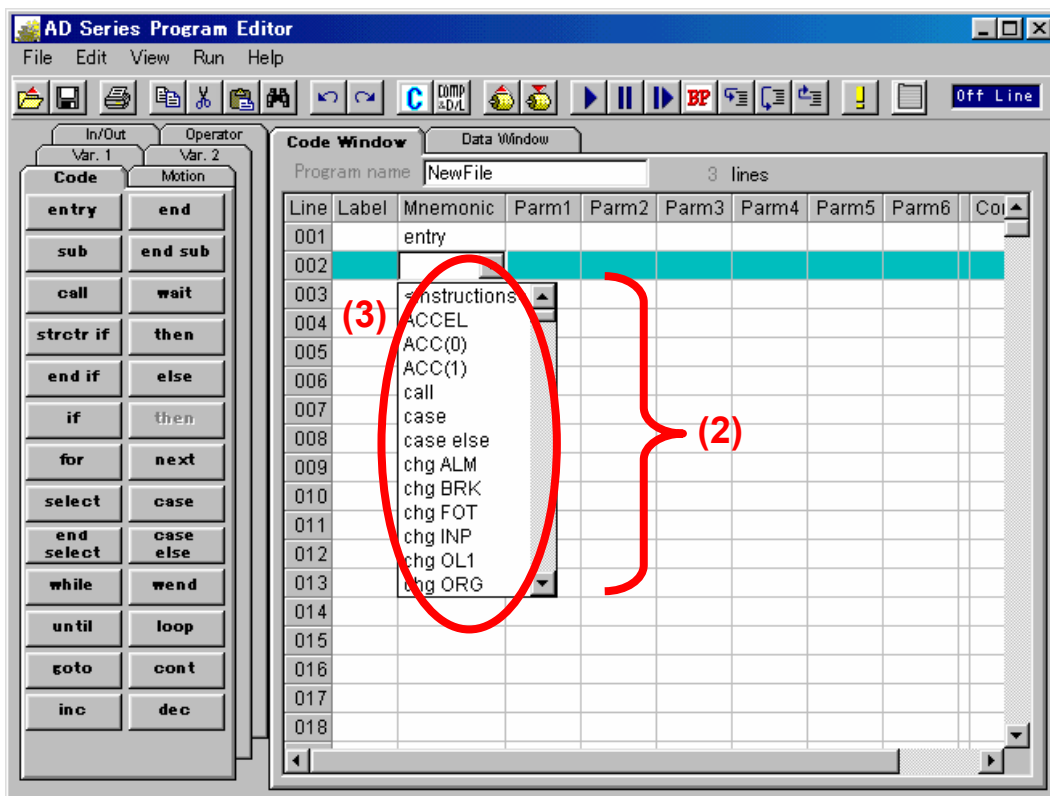 AD Series Program Editor
File Edit View Run Help
C COMP &D/L BP Off Line
In/Out Operator
Var. 1 Var. 2
Code Motion
entry end
sub end sub
call wait
strctr if then
end if else
if then
for next
select case
end select case else
while wend
until loop
goto cont
inc dec
Code Window Data Window
Program name NewFile 3 lines
Line Label Mnemonic Parm1 Parm2 Parm3 Parm4 Parm5 Parm6
001 entry
002
003
004
005
006
007
008
009
010
011
012
013
014
015
016
017
018
(3)
ACCEL
ACC(0)
ACC(1)
call
case
case else
chg ALM
chg BRK
chg FOT
chg INP
chg OL1
chg ORG
(2)